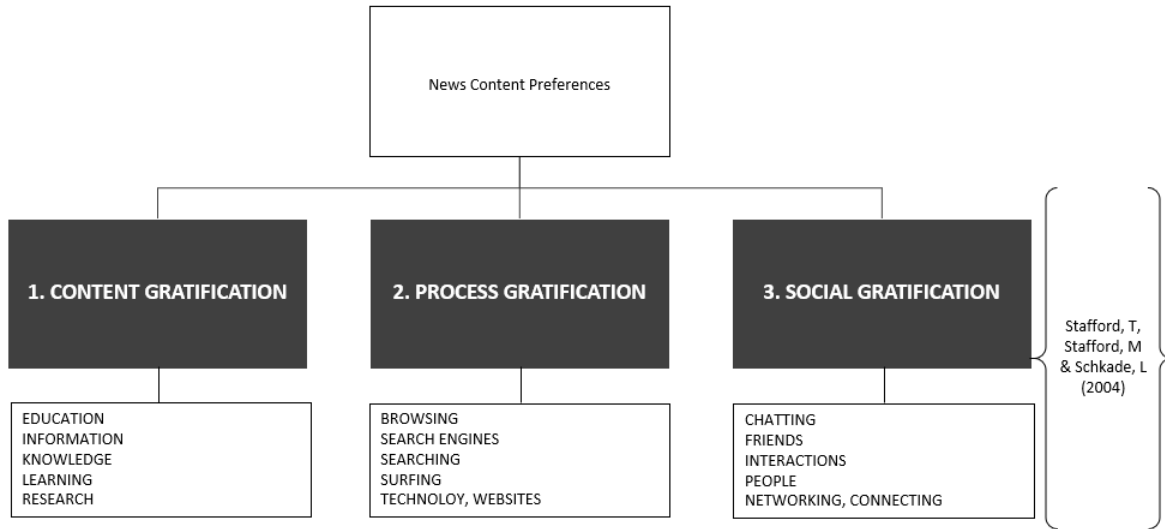 News Content Preferences
1. CONTENT GRATIFICATION
2. PROCESS GRATIFICATION
3. SOCIAL GRATIFICATION
Stafford, T,
Stafford, M
& Schkade, L
(2004)
EDUCATION
INFORMATION
KNOWLEDGE
LEARNING
RESEARCH
BROWSING
SEARCH ENGINES
SEARCHING
SURFING
TECHNOLOY, WEBSITES
CHATTING
FRIENDS
INTERACTIONS
PEOPLE
NETWORKING, CONNECTING